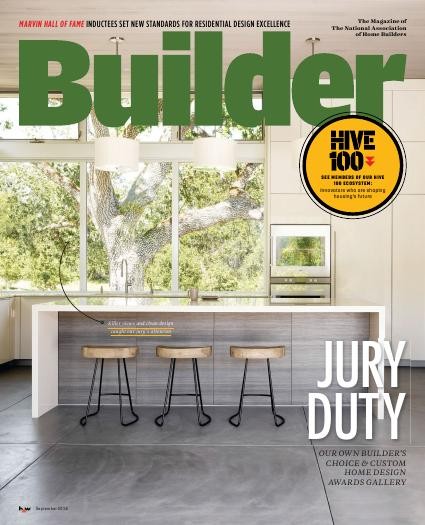 MARVIN HALL OF FAME INDUCTEES SET NEW STANDARDS FOR RESIDENTIAL DESIGN EXCELLENCE
The Magazine of
The National Association
of Home Builders
Builder
HIVE
100
SEE MEMBERS OF OUR HIVE
100 ECOSYSTEM:
Innovators who are shaping
housing's future
Killer views and clean design
caught our jury's attention
JURY
DUTY
OUR OWN BUILDER'S
CHOICE & CUSTOM
HOME DESIGN
AWARDS GALLERY
September